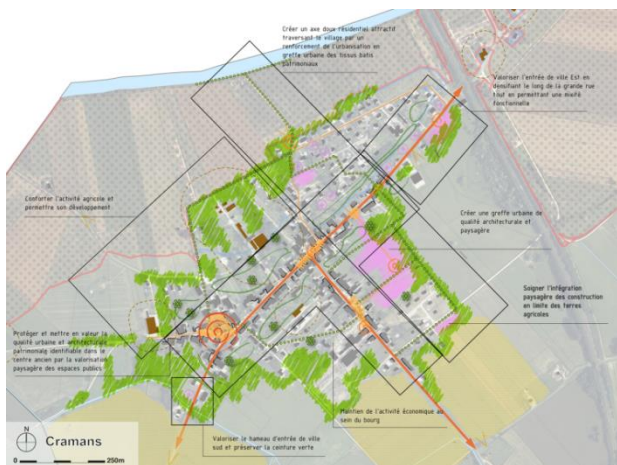 Créer un axe doux résidentiel attractif
traversant le village par un
renforcement de l'urbanisation en
greffe urbaine des tissus bâtis
patrimoniaux
Valoriser l'entrée de ville Est en
densifiant le long de la grande rue
tout en permettant une mixité
fonctionnelle
Conforter l'activité agricole et
permettre son développement
Créer une greffe urbaine de
qualité architecturale et
paysagère
Soigner l'intégration
paysagère des construction
en limite des terres
agricoles
Protéger et mettre en valeur la
qualité urbaine et architecturale
patrimoniale identifiable dans le
centre ancien par la valorisation
paysagère des espaces publics
Maintien de l'activité économique au
sein du bourg
Valoriser le hameau d'entrée de ville
sud et préserver la ceinture verte
N
Cramans
0 250m